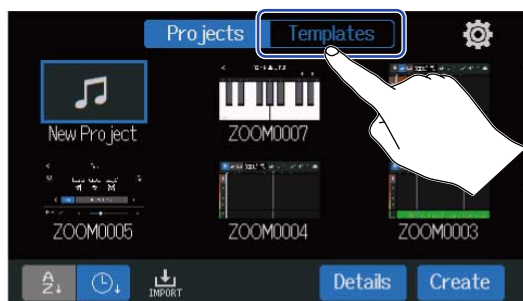 Projects Templates
New Project ZOOM0007
ZOOM0005 ZOOM0004 ZOOM0003
A
Z
IMPORT Details Create